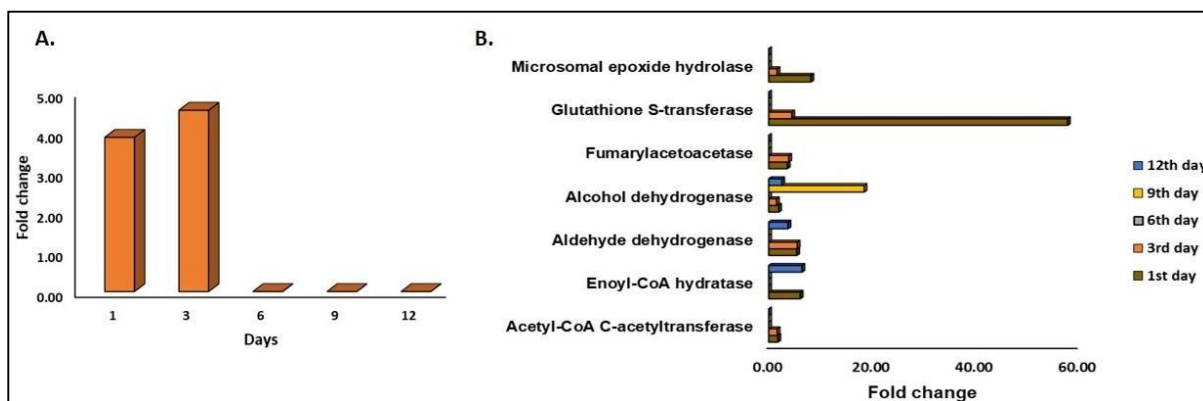 A.
5.00
4.00
3.00
2.00
1.00
0.00
Fold change
1 3 6 9 12
Days
B.
Microsomal epoxide hydrolase
Glutathione S-transferase
Fumarylacetoacetase
Alcohol dehydrogenase
Aldehyde dehydrogenase
Enoyl-CoA hydratase
Acetyl-CoA C-acetyltransferase
0.00 20.00 40.00 60.00
Fold change
12th day
9th day
6th day
3rd day
1st day